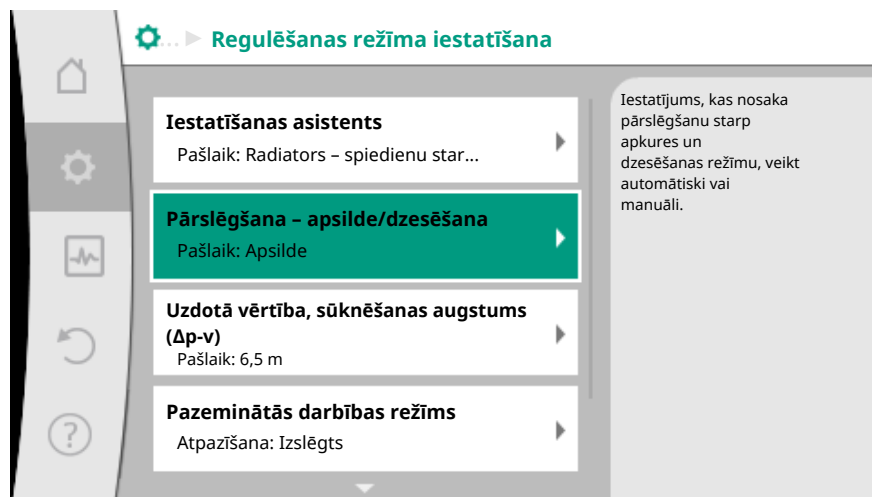 ... Regulēšanas režīma iestatīšana
Iestatīšanas asistents
Pašlaik: Radiators – spiedienu star...
Pārslēgšana – apsilde/dzesēšana
Pašlaik: Apsilde
Uzdotā vērtība, sūknēšanas augstums
(Δp-v)
Pašlaik: 6,5 m
Pazeminātās darbības režīms
Atpazīšana: Izslēgts
Iestatījums, kas nosaka
pārslēgšanu starp
apkures un
dzesēšanas režīmu, veikt
automātiski vai
manuāli.
?